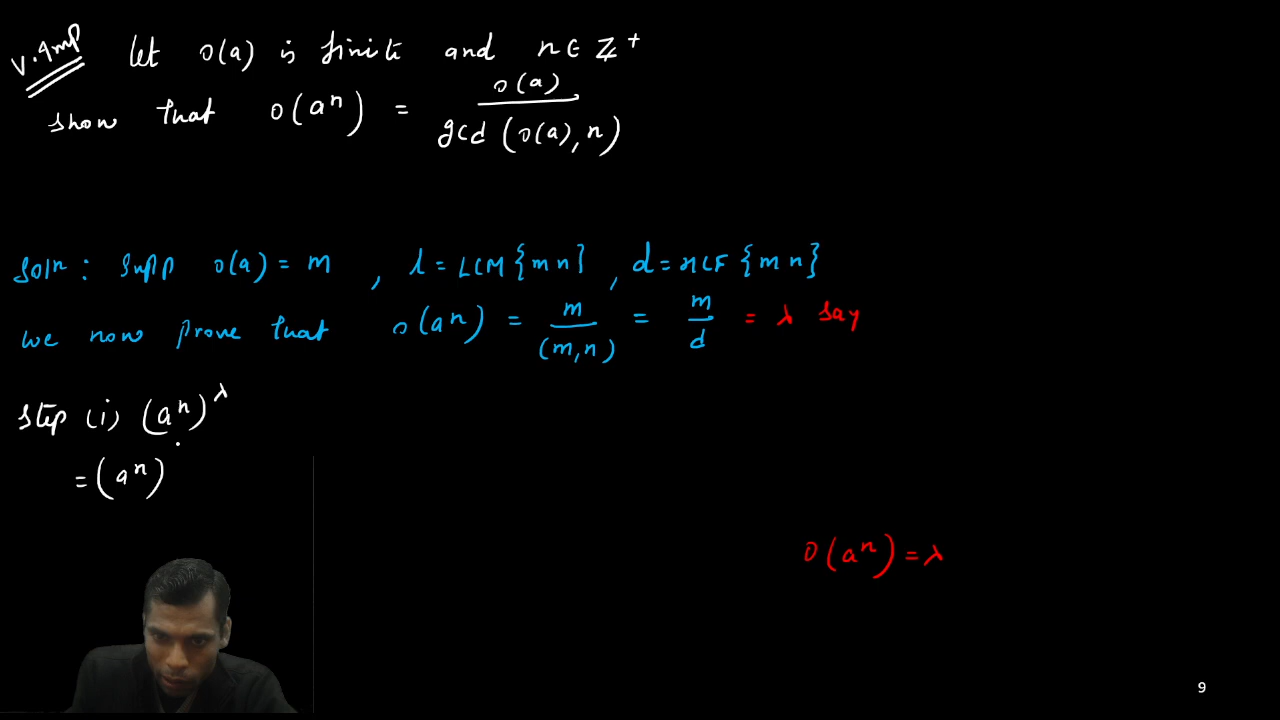 V. Imp let o(a) is finite and n ∈ Z⁺
show that o(aⁿ) = o(a) / gcd (o(a), n)
Solⁿ : Supp o(a) = m , l = LCM {m n} , d = HCF {m n}
we now prove that o(aⁿ) = m / (m, n) = m / d = λ say
Step (i) (aⁿ)^λ
= (aⁿ)
O(aⁿ) = λ
9